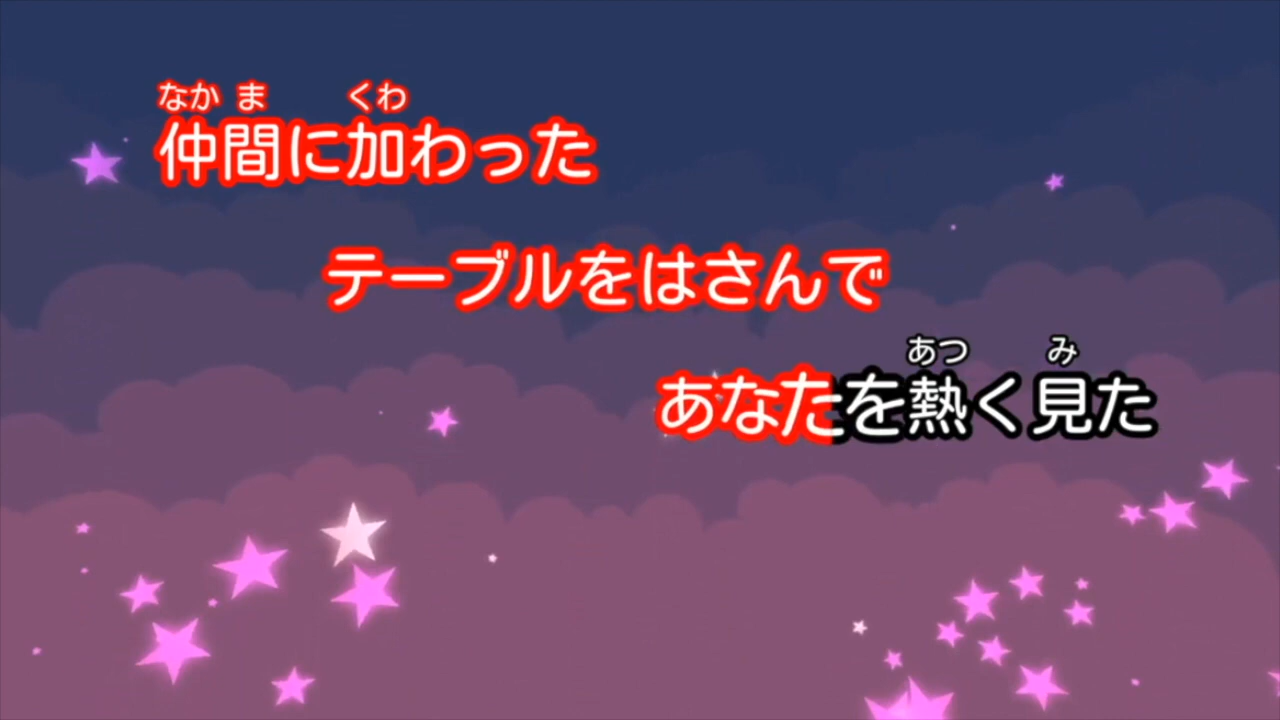 なかま くわ
仲間に加わった
テーブルをはさんで
あつ み
あなたを熱く見た